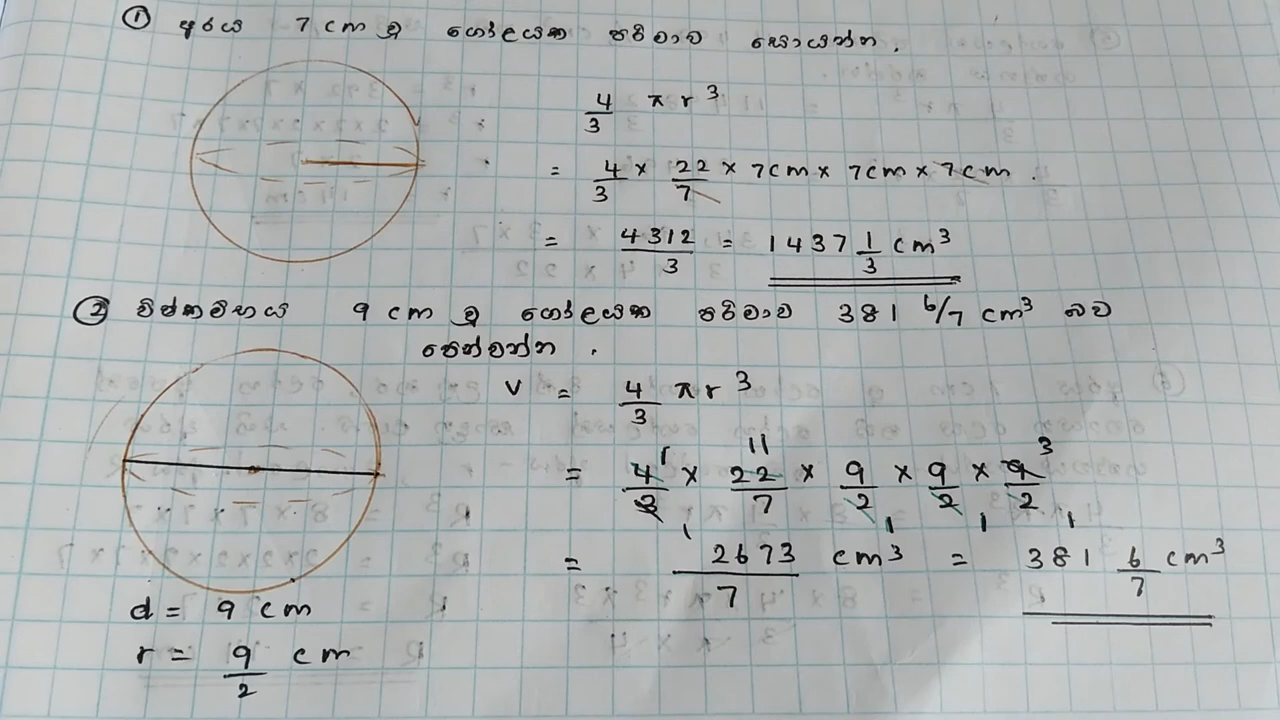 ① අරය 7 cm වූ ගෝලයක පරිමාව සොයන්න.
4/3 π r³
= 4/3 × 22/7 × 7cm × 7cm × 7cm.
= 4312/3 = 1437 1/3 cm³
② විෂ්කම්භය 9 cm වූ ගෝලයක පරිමාව 381 6/7 cm³ බව
පෙන්වන්න.
V = 4/3 π r³
= 4/3 × 22/7 × 9/2 × 9/2 × 9/2
= 2673/7 cm³ = 381 6/7 cm³
d = 9 cm
r = 9/2 cm